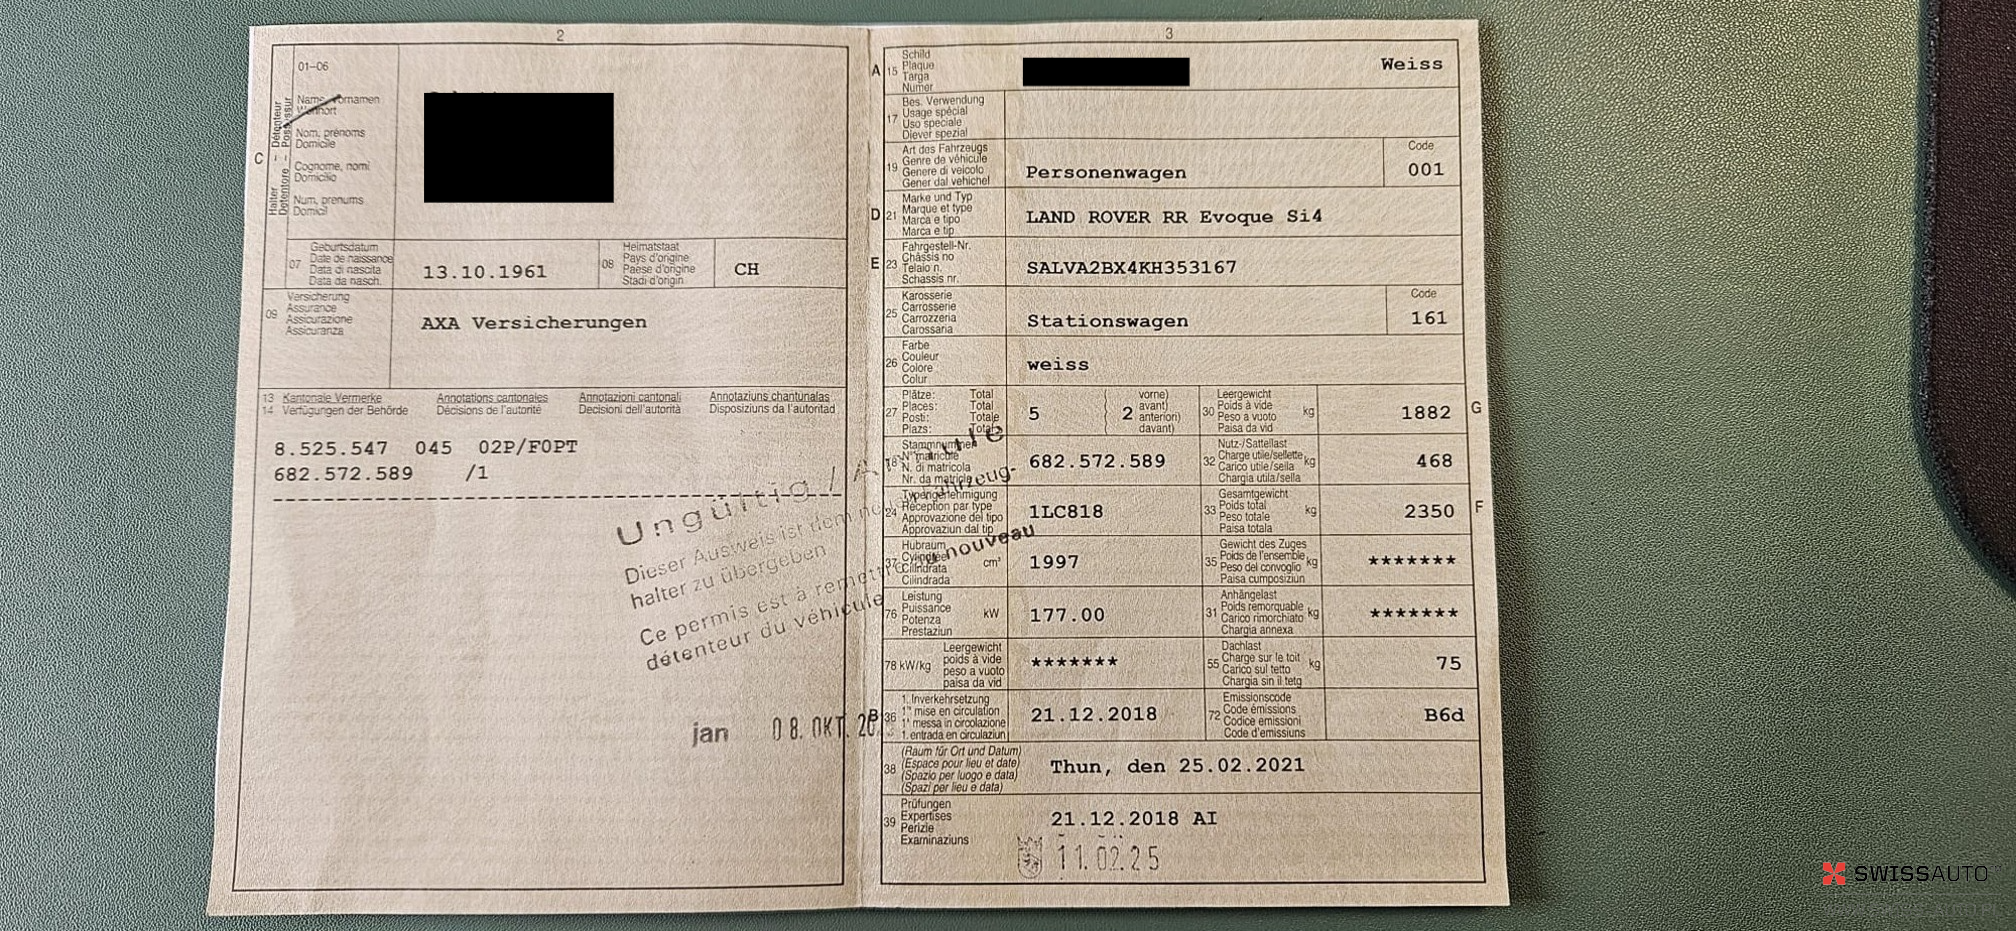 2
01–06
Name, Vornamen
Wohnort
Nom, prénoms
Domicile
Cognome, nomi
Domicilio
Num, prenums
Domicil
C
Halter – Détenteur
Detentore – Possessur
07
Geburtsdatum
Date de naissance
Data di nascita
Data da nasch.
13.10.1961
08
Heimatstaat
Pays d'origine
Paese d'origine
Stadi d'origin
CH
09
Versicherung
Assurance
Assicurazione
Assicuranza
AXA Versicherungen
13 Kantonale Vermerke Annotations cantonales Annotazioni cantonali Annotaziuns chantunalas
14 Verfügungen der Behörde Décisions de l'autorité Decisioni dell'autorità Disposiziuns da l'autoritad
8.525.547 045 02P/F0PT
682.572.589 /1
Ungültig / Annulé
Dieser Ausweis ist dem neuen Fahrzeug-
halter zu übergeben
Ce permis est à remettre au nouveau
détenteur du véhicule
jan 08. OKT. 20
3
A 15
Schild
Plaque
Targa
Numer
Weiss
17
Bes. Verwendung
Usage spécial
Uso speciale
Diever spezial
19
Art des Fahrzeugs
Genre de véhicule
Genere di veicolo
Gener dal vehichel
Personenwagen
Code
001
D 21
Marke und Typ
Marque et type
Marca e tipo
Marca e tip
LAND ROVER RR Evoque Si4
E 23
Fahrgestell-Nr.
Châssis no
Telaio n.
Schassis nr.
SALVA2BX4KH353167
25
Karosserie
Carrosserie
Carrozzeria
Carossaria
Stationswagen
Code
161
26
Farbe
Couleur
Colore
Colur
weiss
27
Plätze: Total
Places: Total
Posti: Totale
Plazs: Total
5
2
vorne)
avant)
anteriori)
davant)
30
Leergewicht
Poids à vide
Peso a vuoto
Paisa da vid
kg
1882
G
18
Stammnummer
N° matricule
N. di matricola
Nr. da matricla
682.572.589
32
Nutz-/Sattellast
Charge utile/sellette
Carico utile/sella
Chargia utila/sella
kg
468
24
Typengenehmigung
Réception par type
Approvazione del tipo
Approvaziun dal tip
1LC818
33
Gesamtgewicht
Poids total
Peso totale
Paisa totala
kg
2350
F
37
Hubraum
Cylindrée
Cilindrata
Cilindrada
cm³
1997
35
Gewicht des Zuges
Poids de l'ensemble
Peso del convoglio
Paisa cumposiziun
kg
*******
76
Leistung
Puissance
Potenza
Prestaziun
kW
177.00
31
Anhängelast
Poids remorquable
Carico rimorchiato
Chargia annexa
kg
*******
78 kW/kg
Leergewicht
poids à vide
peso a vuoto
paisa da vid
*******
55
Dachlast
Charge sur le toit
Carico sul tetto
Chargia sin il tetg
kg
75
B 36
1. Inverkehrsetzung
1re mise en circulation
1a messa in circolazione
1. entrada en circulaziun
21.12.2018
72
Emissionscode
Code émissions
Codice emissioni
Code d'emissiuns
B6d
38
(Raum für Ort und Datum)
(Espace pour lieu et date)
(Spazio per luogo e data)
(Spazi per lieu e data)
Thun, den 25.02.2021
39
Prüfungen
Expertises
Perizie
Examinaziuns
21.12.2018 AI
11.02.25
SWISSAUTO